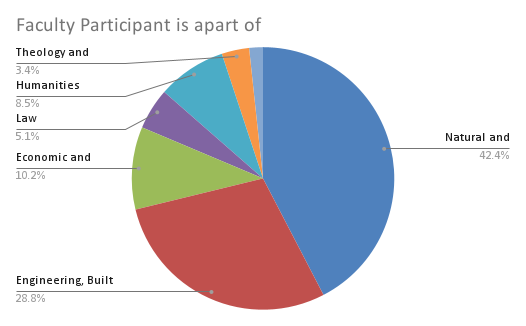 Faculty Participant is apart of
Theology and
3.4%
Humanities
8.5%
Law
5.1%
Economic and
10.2%
Engineering, Built
28.8%
Natural and
42.4%